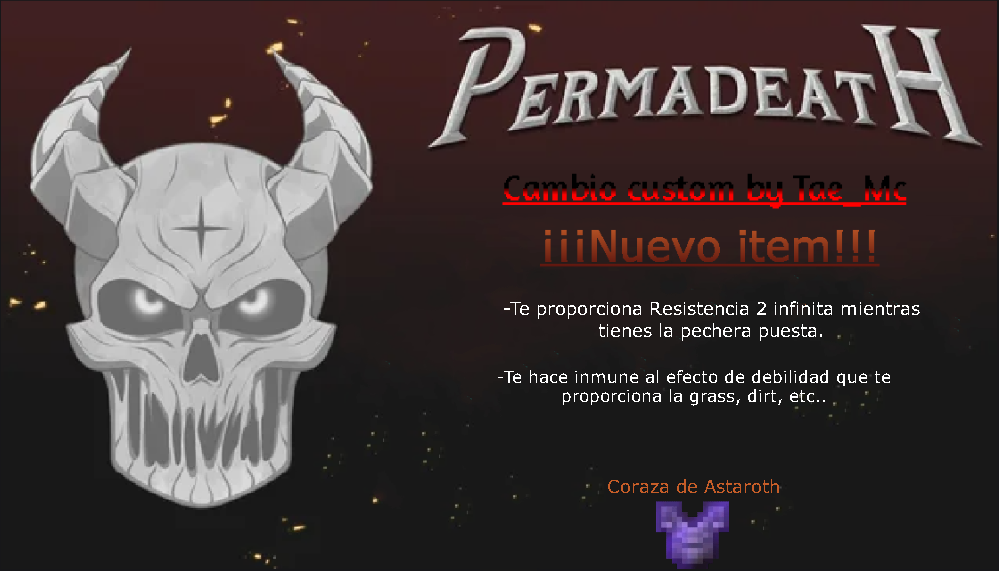 PERMADEATH
Cambio custom by Tae_Mc
¡¡¡Nuevo item!!!
-Te proporciona Resistencia 2 infinita mientras
tienes la pechera puesta.
-Te hace inmune al efecto de debilidad que te
proporciona la grass, dirt, etc..
Coraza de Astaroth